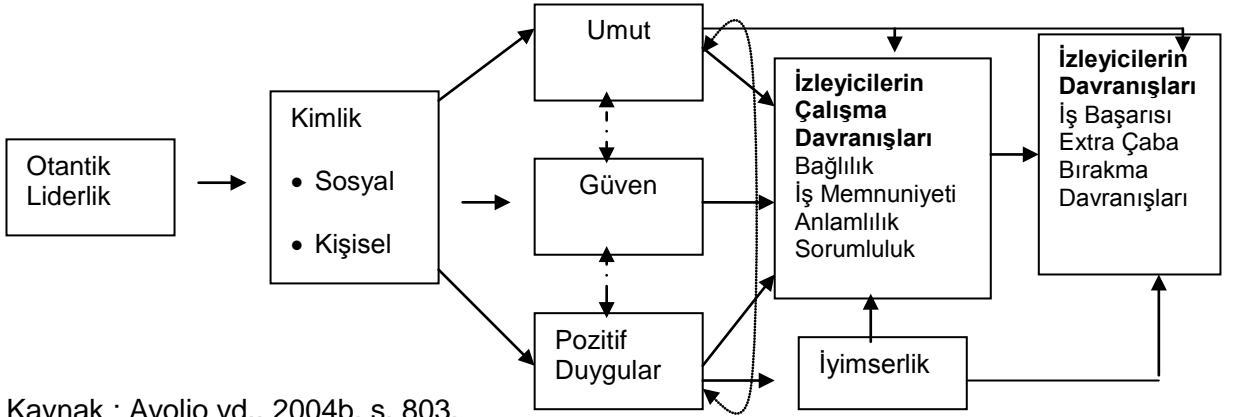 Otantik
Liderlik
Kimlik
• Sosyal
• Kişisel
Umut
Güven
Pozitif
Duygular
İzleyicilerin
Çalışma
Davranışları
Bağlılık
İş Memnuniyeti
Anlamlılık
Sorumluluk
İyimserlik
İzleyicilerin
Davranışları
İş Başarısı
Extra Çaba
Bırakma
Davranışları
Kaynak : Avolio vd., 2004b, s. 803.